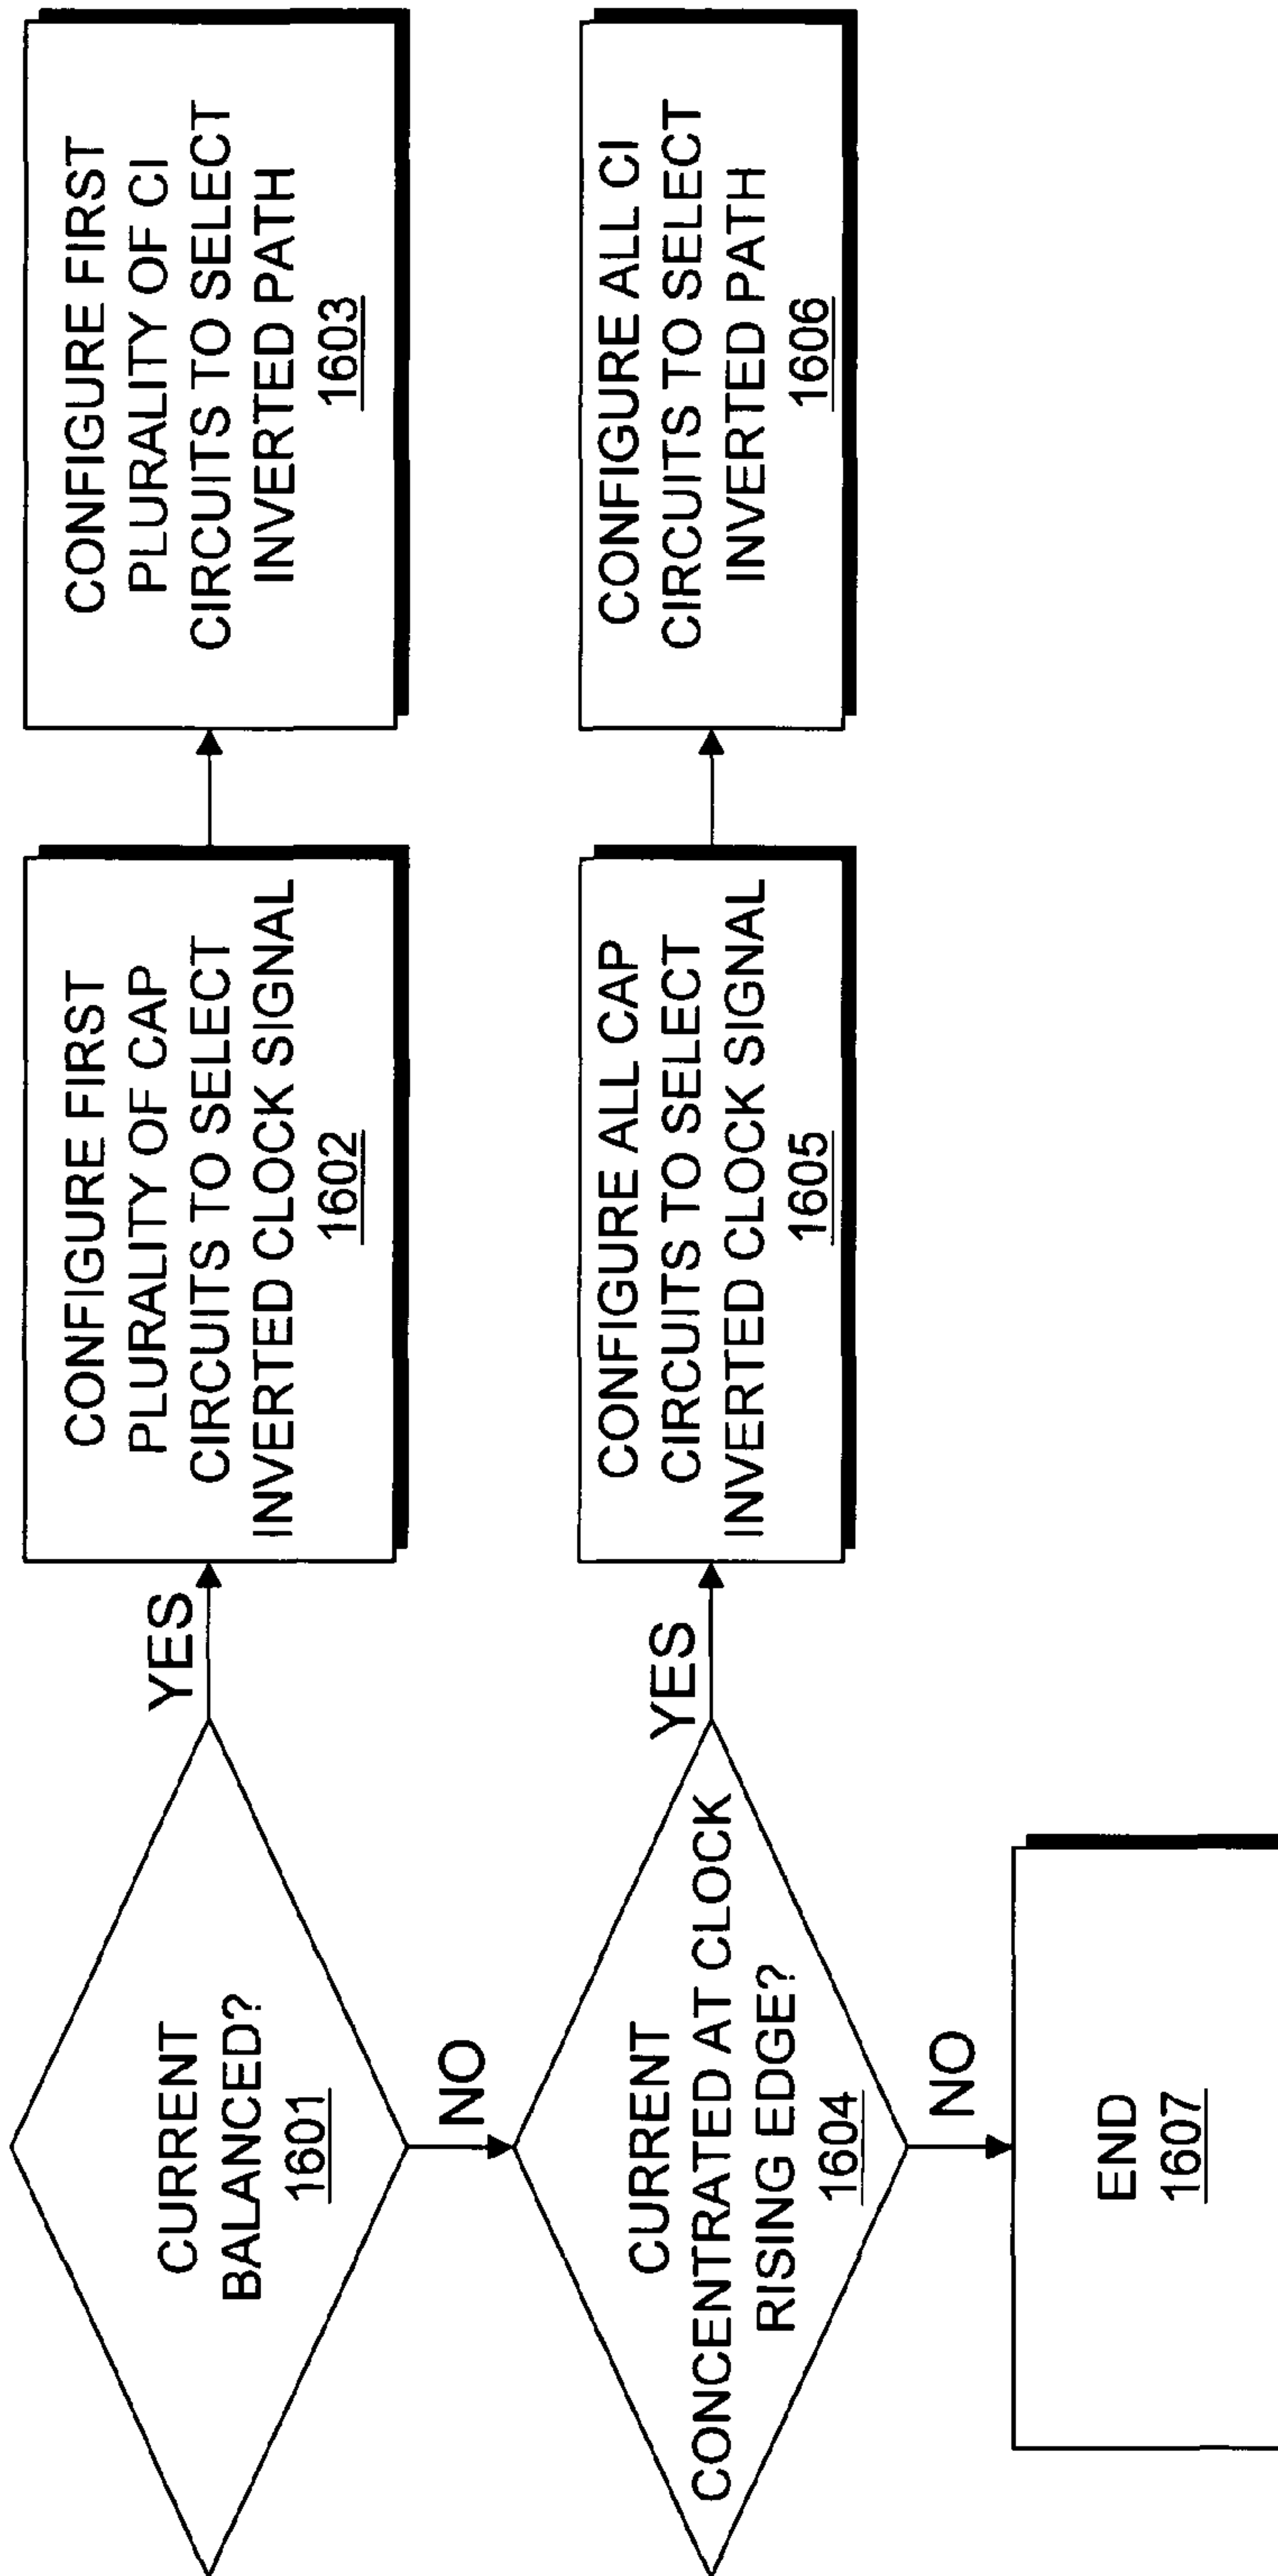 CURRENT
BALANCED?
1601
YES
CONFIGURE FIRST
PLURALITY OF CAP
CIRCUITS TO SELECT
INVERTED CLOCK SIGNAL
1602
CONFIGURE FIRST
PLURALITY OF CI
CIRCUITS TO SELECT
INVERTED PATH
1603
NO
CURRENT
CONCENTRATED AT CLOCK
RISING EDGE?
1604
YES
CONFIGURE ALL CAP
CIRCUITS TO SELECT
INVERTED CLOCK SIGNAL
1605
CONFIGURE ALL CI
CIRCUITS TO SELECT
INVERTED PATH
1606
NO
END
1607